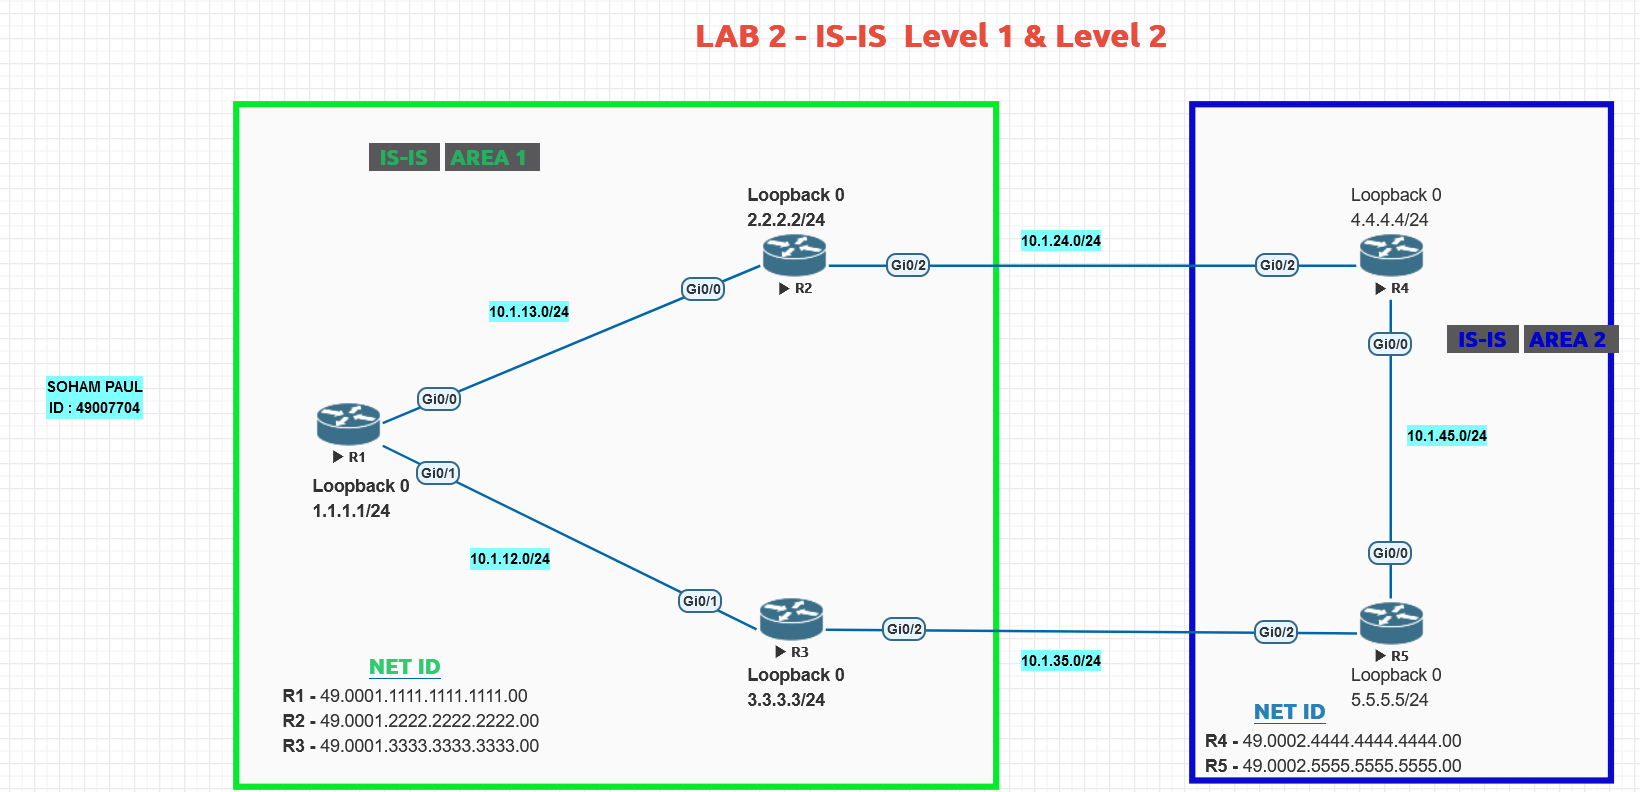 LAB 2 - IS-IS Level 1 & Level 2
IS-IS AREA 1
Loopback 0
2.2.2.2/24
R2
Gi0/2
10.1.24.0/24
Gi0/2
Loopback 0
4.4.4.4/24
R4
Gi0/0
10.1.13.0/24
Gi0/0
IS-IS AREA 2
Gi0/0
SOHAM PAUL
ID : 49007704
Gi0/0
R1
Gi0/1
Loopback 0
1.1.1.1/24
10.1.45.0/24
10.1.12.0/24
Gi0/0
Gi0/1
R3
Gi0/2
Gi0/2
R5
10.1.35.0/24
Loopback 0
3.3.3.3/24
Loopback 0
5.5.5.5/24
NET ID
R1 - 49.0001.1111.1111.1111.00
R2 - 49.0001.2222.2222.2222.00
R3 - 49.0001.3333.3333.3333.00
NET ID
R4 - 49.0002.4444.4444.4444.00
R5 - 49.0002.5555.5555.5555.00